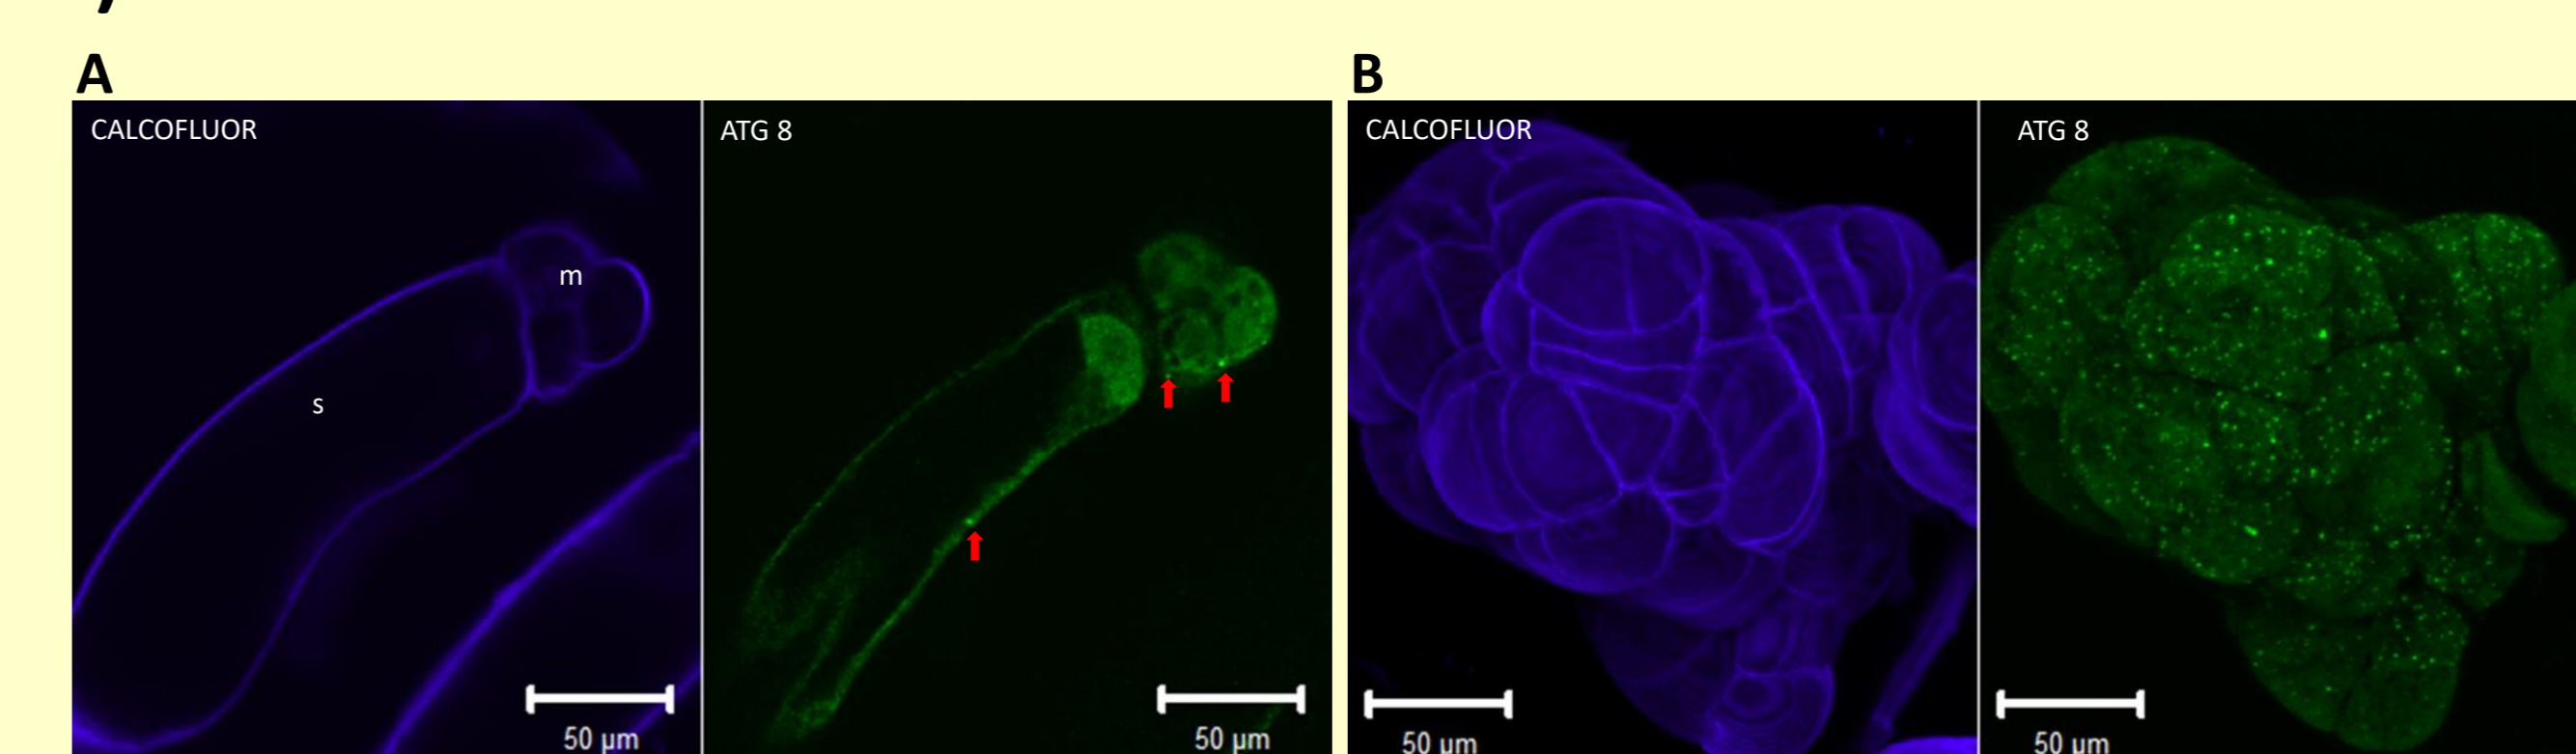 A
B
CALCOFLUOR
ATG 8
CALCOFLUOR
ATG 8
m
s
50 µm
50 µm
50 µm
50 µm